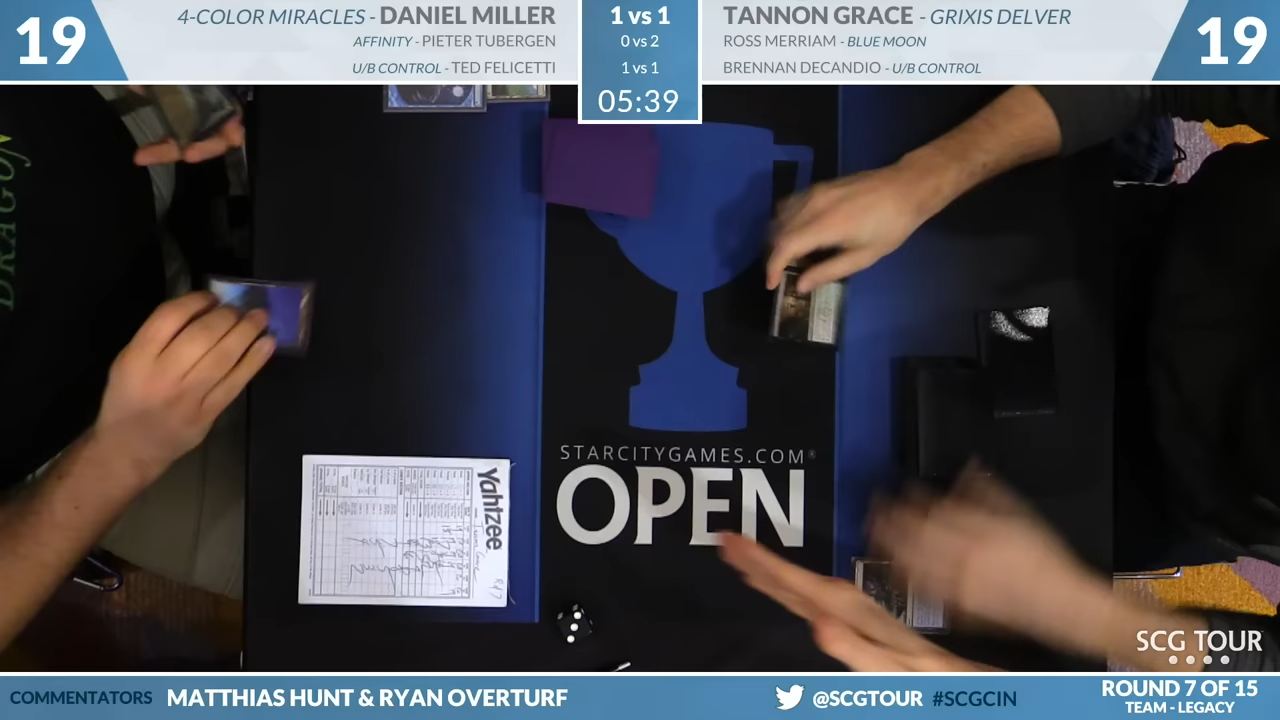 19
4-COLOR MIRACLES - DANIEL MILLER
AFFINITY - PIETER TUBERGEN
U/B CONTROL - TED FELICETTI
1 vs 1
0 vs 2
1 vs 1
05:39
TANNON GRACE - GRIXIS DELVER
ROSS MERRIAM - BLUE MOON
BRENNAN DECANDIO - U/B CONTROL
19
DRAGON
STARCITYGAMES.COM®
OPEN
Yahtzee
SCG TOUR
COMMENTATORS MATTHIAS HUNT & RYAN OVERTURF
@SCGTOUR #SCGCIN
ROUND 7 OF 15
TEAM - LEGACY